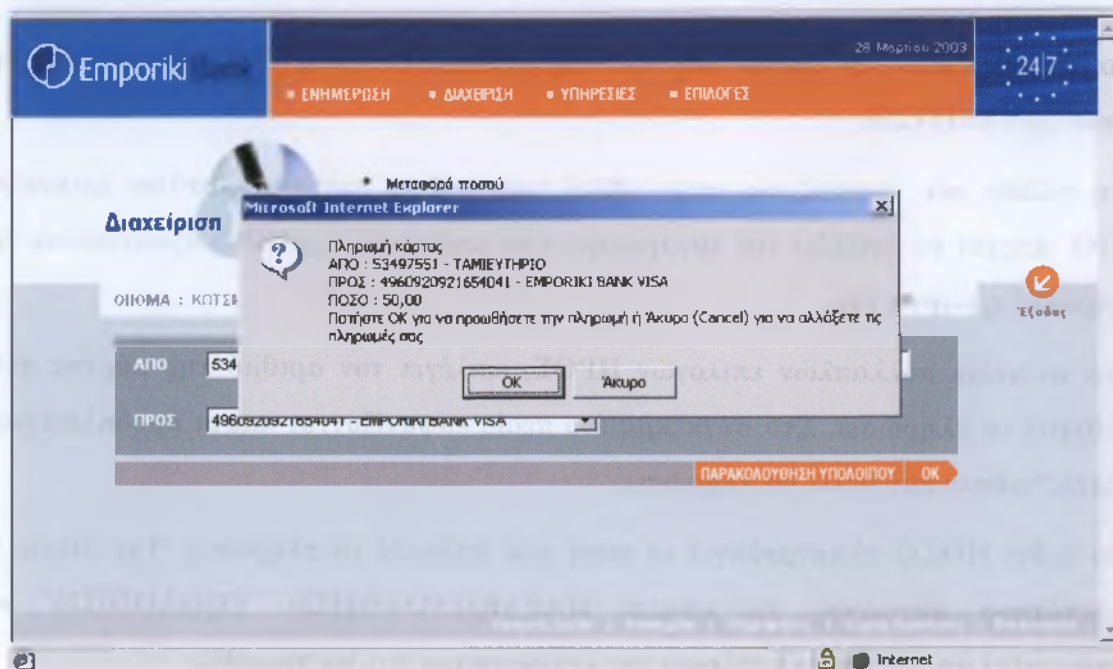 Emporiki Bank
28 Μαρτίου 2003
24|7
ΕΝΗΜΕΡΩΣΗ ΔΙΑΧΕΙΡΙΣΗ ΥΠΗΡΕΣΙΕΣ ΕΠΙΛΟΓΕΣ
Μεταφορά ποσού
Διαχείριση
Microsoft Internet Explorer
Πληρωμή κάρτας
ΑΠΟ : 53497551 - ΤΑΜΙΕΥΤΗΡΙΟ
ΠΡΟΣ : 4960920921654041 - EMPORIKI BANK VISA
ΠΟΣΟ : 50,00
Πατήστε OK για να προωθήσετε την πληρωμή ή Άκυρο (Cancel) για να αλλάξετε τις
πληρωμές σας
OK Άκυρο
ΟΝΟΜΑ : ΚΩΤΣΙ
Έξοδος
ΑΠΟ 534
ΠΡΟΣ 4960920921654041 - EMPORIKI BANK VISA
ΠΑΡΑΚΟΛΟΥΘΗΣΗ ΥΠΟΛΟΙΠΟΥ OK
Internet